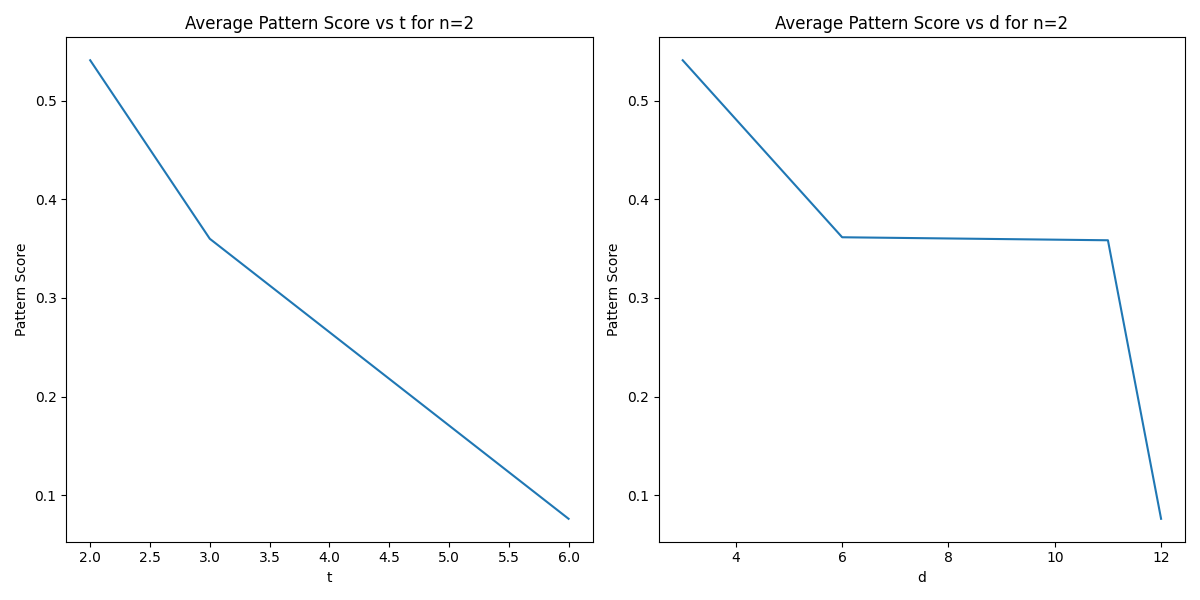 Average Pattern Score vs t for n=2
Pattern Score
0.5
0.4
0.3
0.2
0.1
2.0 2.5 3.0 3.5 4.0 4.5 5.0 5.5 6.0
t
Average Pattern Score vs d for n=2
Pattern Score
0.5
0.4
0.3
0.2
0.1
4 6 8 10 12
d